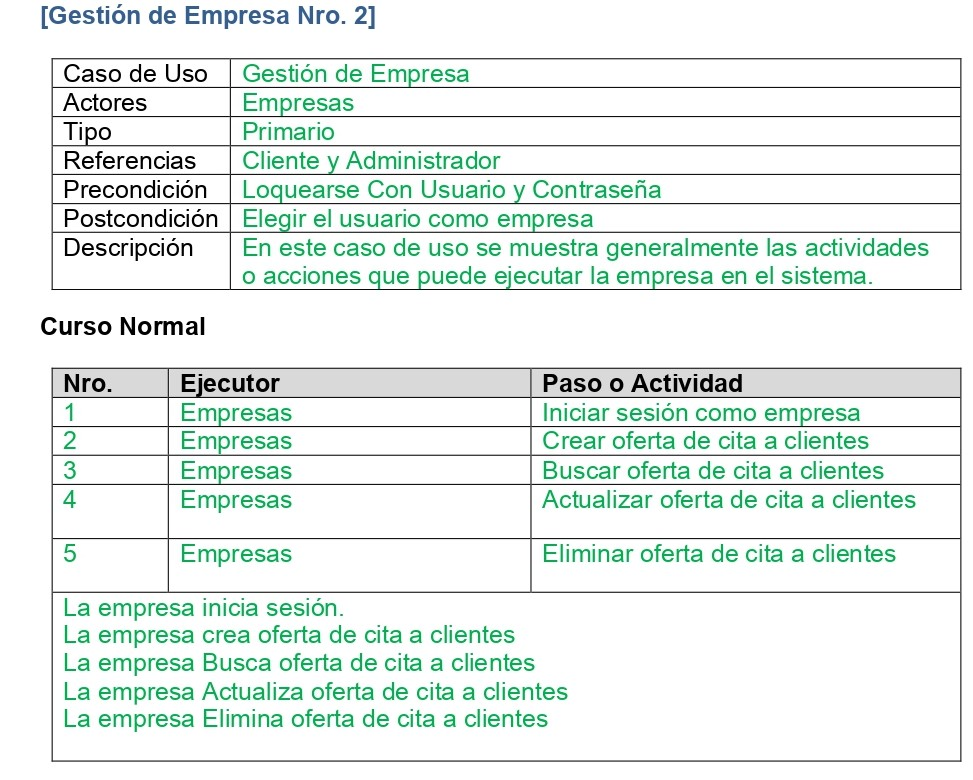 [Gestión de Empresa Nro. 2]
Caso de Uso Gestión de Empresa
Actores Empresas
Tipo Primario
Referencias Cliente y Administrador
Precondición Loquearse Con Usuario y Contraseña
Postcondición Elegir el usuario como empresa
Descripción En este caso de uso se muestra generalmente las actividades
o acciones que puede ejecutar la empresa en el sistema.
Curso Normal
Nro. Ejecutor Paso o Actividad
1 Empresas Iniciar sesión como empresa
2 Empresas Crear oferta de cita a clientes
3 Empresas Buscar oferta de cita a clientes
4 Empresas Actualizar oferta de cita a clientes
5 Empresas Eliminar oferta de cita a clientes
La empresa inicia sesión.
La empresa crea oferta de cita a clientes
La empresa Busca oferta de cita a clientes
La empresa Actualiza oferta de cita a clientes
La empresa Elimina oferta de cita a clientes